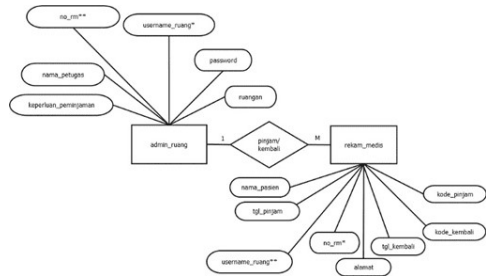 no_rm**
username_ruang*
password
nama_petugas
ruangan
keperluan_peminjaman
admin_ruang
1
pinjam/
kembali
M
rekam_medis
nama_pasien
tgl_pinjam
kode_pinjam
kode_kembali
username_ruang**
no_rm*
tgl_kembali
alamat